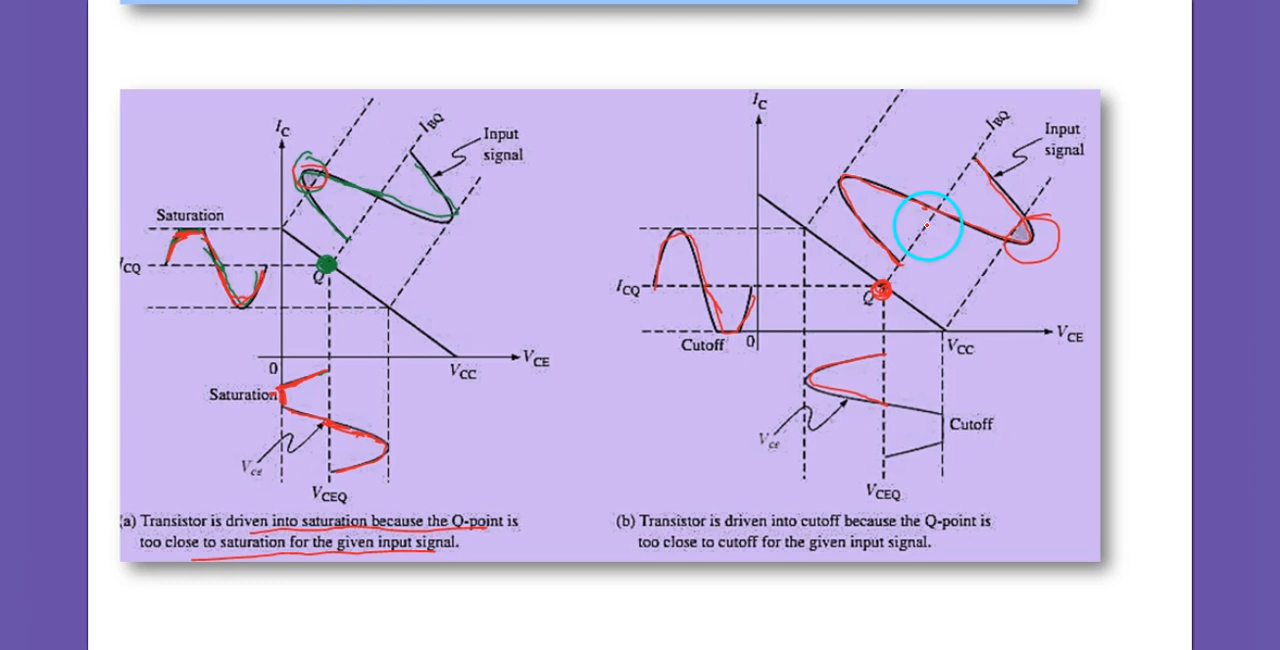 I_C
I_BQ
Input
signal
Saturation
I_CQ
Q
V_CE
V_CC
0
Saturation
V_ce
V_CEQ
(a) Transistor is driven into saturation because the Q-point is
too close to saturation for the given input signal.
I_C
I_BQ
Input
signal
I_CQ
Q
Cutoff
0
V_CE
V_CC
Cutoff
V_ce
V_CEQ
(b) Transistor is driven into cutoff because the Q-point is
too close to cutoff for the given input signal.